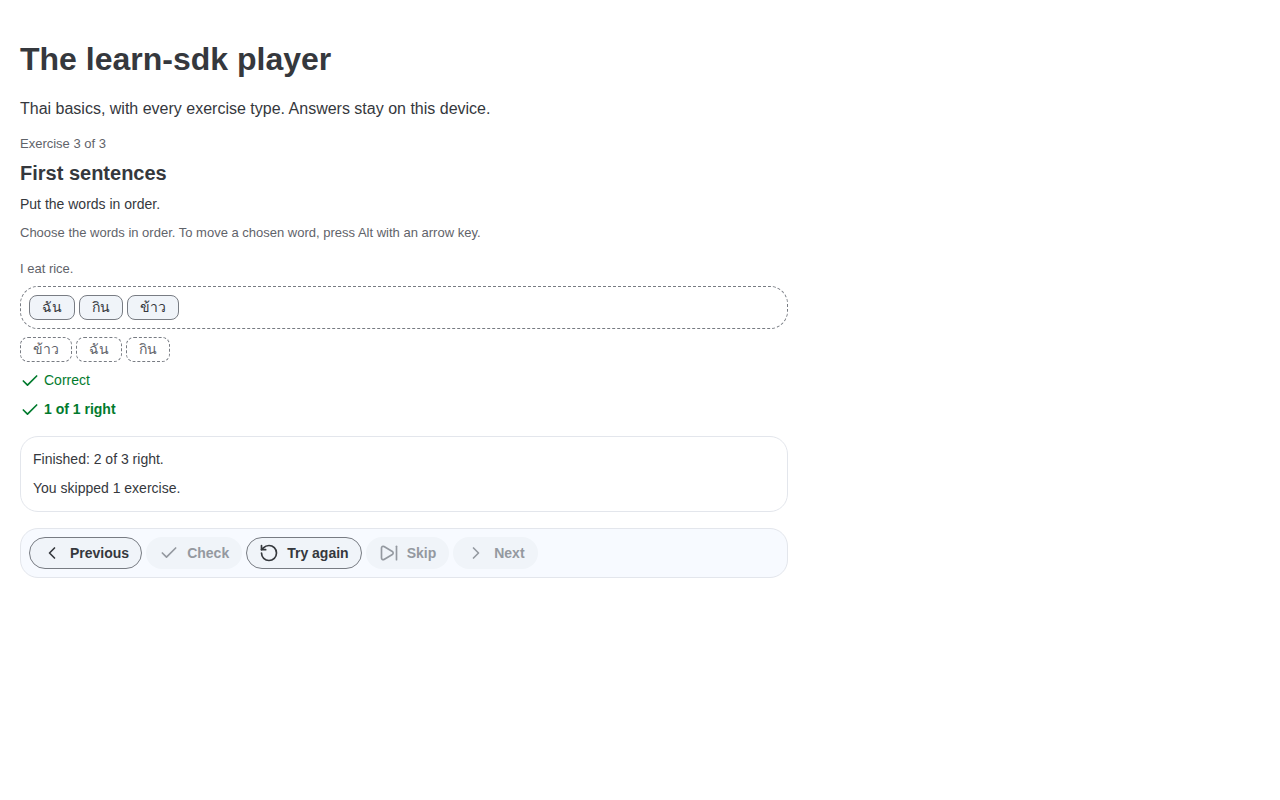 The learn-sdk player
Thai basics, with every exercise type. Answers stay on this device.
Exercise 3 of 3
First sentences
Put the words in order.
Choose the words in order. To move a chosen word, press Alt with an arrow key.
I eat rice.
ฉัน กิน ข้าว
ข้าว ฉัน กิน
Correct
1 of 1 right
Finished: 2 of 3 right.
You skipped 1 exercise.
Previous Check Try again Skip Next